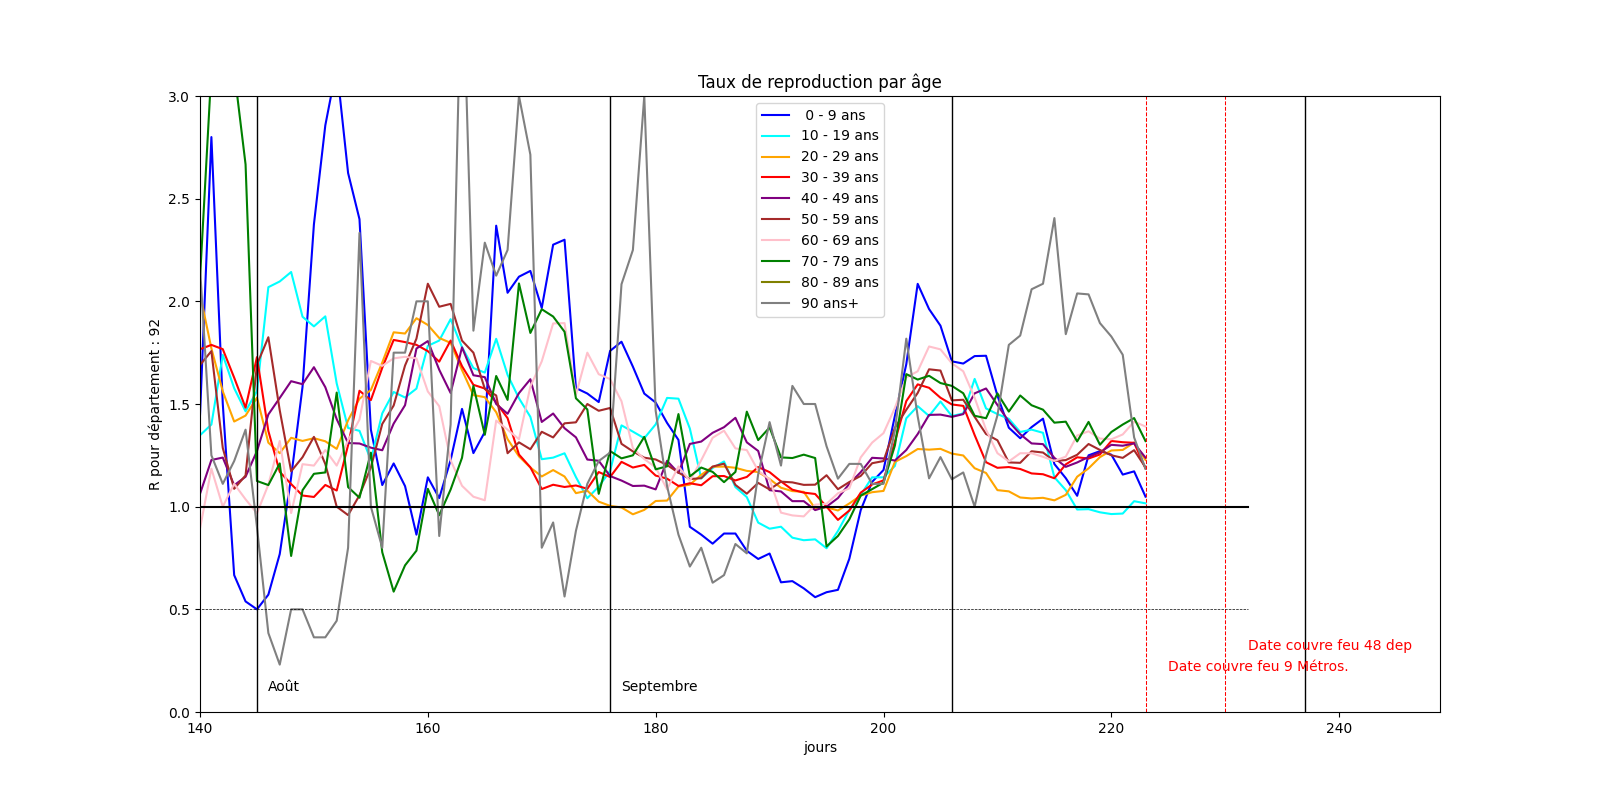 Taux de reproduction par âge
3.0
2.5
2.0
1.5
1.0
0.5
0.0
R pour département : 92
0 - 9 ans
10 - 19 ans
20 - 29 ans
30 - 39 ans
40 - 49 ans
50 - 59 ans
60 - 69 ans
70 - 79 ans
80 - 89 ans
90 ans+
Date couvre feu 48 dep
Date couvre feu 9 Métros.
Août
Septembre
140
160
180
200
220
240
jours